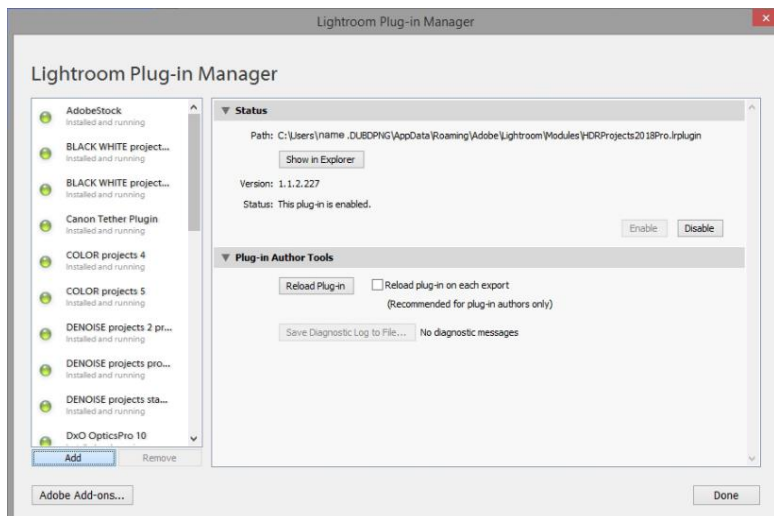 Lightroom Plug-in Manager
Lightroom Plug-in Manager
AdobeStock
Installed and running
BLACK WHITE project...
Installed and running
BLACK WHITE project...
Installed and running
Canon Tether Plugin
Installed and running
COLOR projects 4
Installed and running
COLOR projects 5
Installed and running
DENOISE projects 2 pr...
Installed and running
DENOISE projects pro...
Installed and running
DENOISE projects sta...
Installed and running
DxO OpticsPro 10
Add
Remove
Status
Path: C:\Users\name .DUBDPNG\AppData\Roaming\Adobe\Lightroom\Modules\HDRProjects2018Pro.lrplugin
Show in Explorer
Version: 1.1.2.227
Status: This plug-in is enabled.
Enable
Disable
Plug-in Author Tools
Reload Plug-in
Reload plug-in on each export
(Recommended for plug-in authors only)
Save Diagnostic Log to File...
No diagnostic messages
Adobe Add-ons...
Done